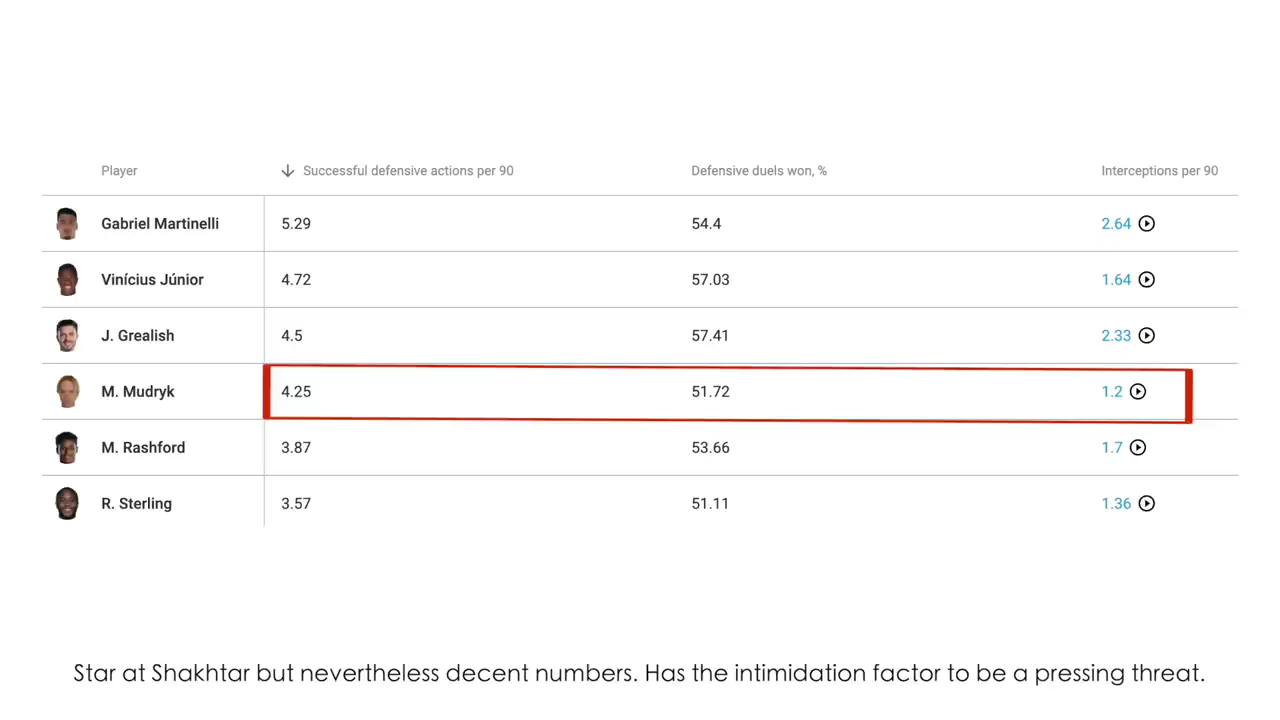 Player Successful defensive actions per 90 Defensive duels won, % Interceptions per 90
Gabriel Martinelli 5.29 54.4 2.64
Vinícius Júnior 4.72 57.03 1.64
J. Grealish 4.5 57.41 2.33
M. Mudryk 4.25 51.72 1.2
M. Rashford 3.87 53.66 1.7
R. Sterling 3.57 51.11 1.36
Star at Shakhtar but nevertheless decent numbers. Has the intimidation factor to be a pressing threat.